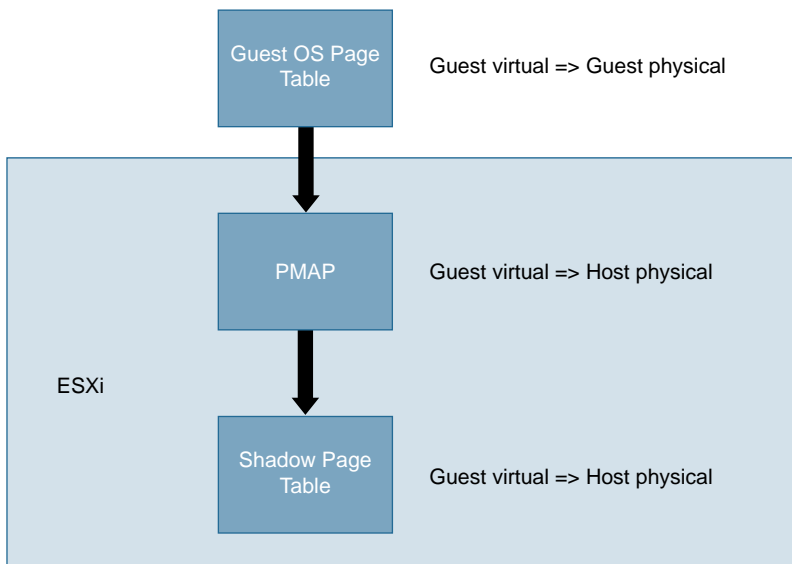 Guest OS Page
Table
Guest virtual => Guest physical
PMAP
Guest virtual => Host physical
ESXi
Shadow Page
Table
Guest virtual => Host physical